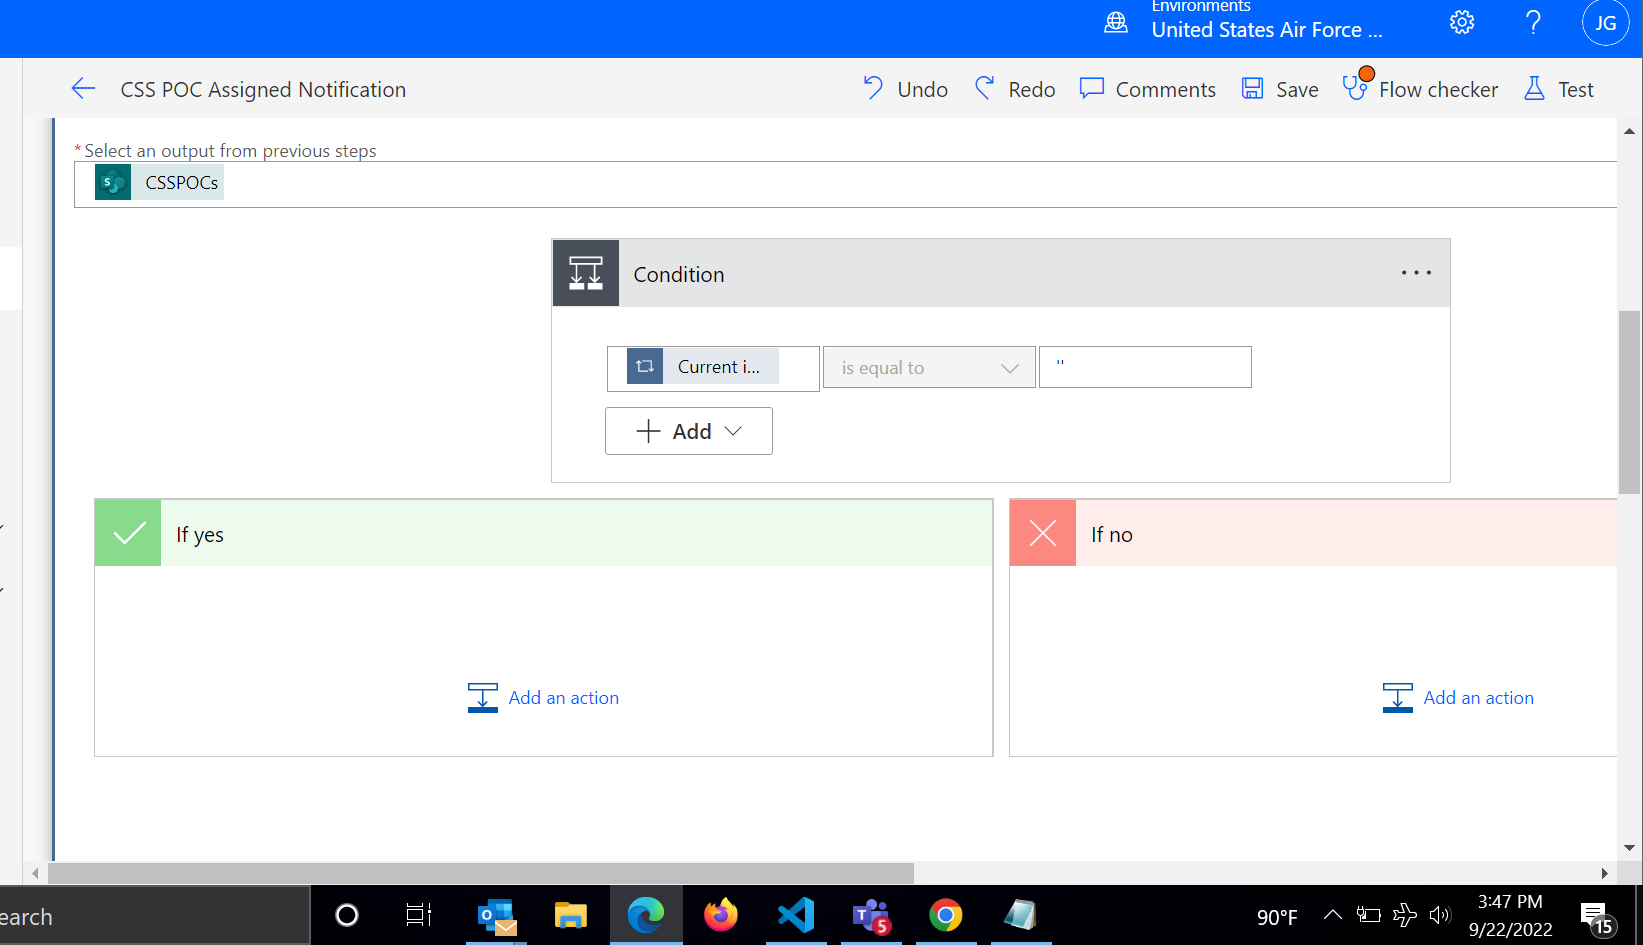 Environments
United States Air Force ...
JG
CSS POC Assigned Notification
Undo
Redo
Comments
Save
Flow checker
Test
* Select an output from previous steps
S
CSSPOCs
Condition
...
Current i...
is equal to
''
Add
If yes
If no
Add an action
Add an action
earch
5
90°F
3:47 PM
9/22/2022
15